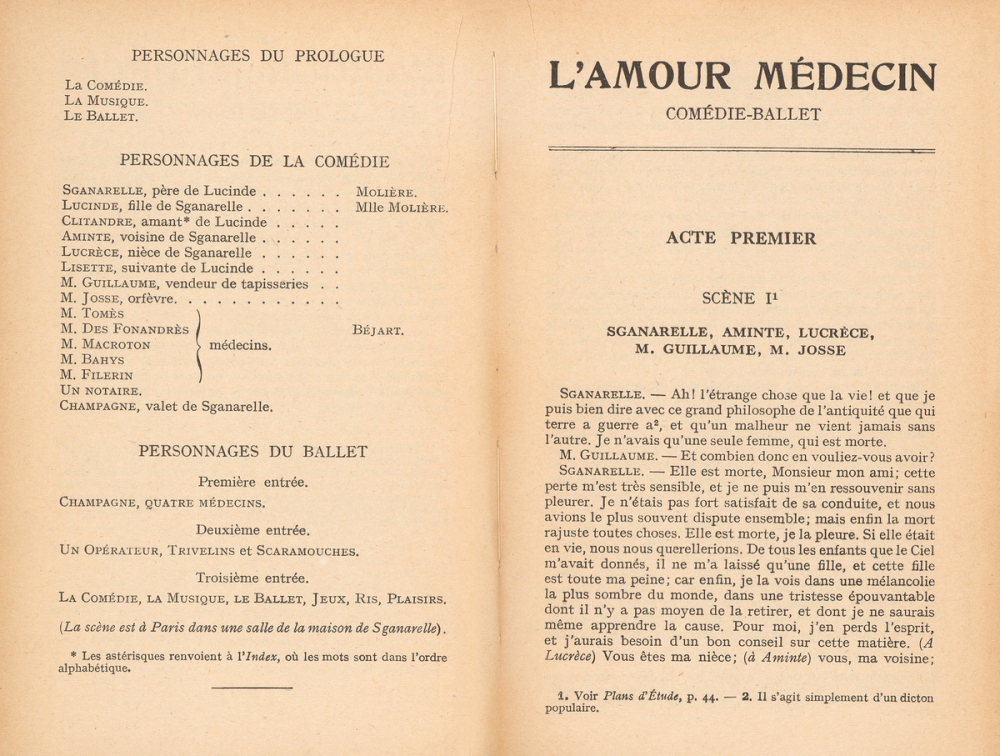 PERSONNAGES DU PROLOGUE
La Comédie.
La Musique.
Le Ballet.
PERSONNAGES DE LA COMÉDIE
Sganarelle, père de Lucinde . . . . . . Molière.
Lucinde, fille de Sganarelle . . . . . . . Mlle Molière.
Clitandre, amant* de Lucinde . . . . .
Aminte, voisine de Sganarelle . . . . . .
Lucrèce, nièce de Sganarelle . . . . . .
Lisette, suivante de Lucinde . . . . . .
M. Guillaume, vendeur de tapisseries . .
M. Josse, orfèvre. . . . . . . . . . . .
M. Tomès
M. Des Fonandrès Béjart.
M. Macroton médecins.
M. Bahys
M. Filerin
Un notaire.
Champagne, valet de Sganarelle.
PERSONNAGES DU BALLET
Première entrée.
Champagne, quatre médecins.
Deuxième entrée.
Un Opérateur, Trivelins et Scaramouches.
Troisième entrée.
La Comédie, la Musique, le Ballet, Jeux, Ris, Plaisirs.
(La scène est à Paris dans une salle de la maison de Sganarelle).
* Les astérisques renvoient à l'Index, où les mots sont dans l'ordre
alphabétique.
L'AMOUR MÉDECIN
COMÉDIE-BALLET
ACTE PREMIER
SCÈNE I¹
SGANARELLE, AMINTE, LUCRÈCE,
M. GUILLAUME, M. JOSSE
Sganarelle. — Ah! l'étrange chose que la vie! et que je
puis bien dire avec ce grand philosophe de l'antiquité que qui
terre a guerre a², et qu'un malheur ne vient jamais sans
l'autre. Je n'avais qu'une seule femme, qui est morte.
M. Guillaume. — Et combien donc en vouliez-vous avoir?
Sganarelle. — Elle est morte, Monsieur mon ami; cette
perte m'est très sensible, et je ne puis m'en ressouvenir sans
pleurer. Je n'étais pas fort satisfait de sa conduite, et nous
avions le plus souvent dispute ensemble; mais enfin la mort
rajuste toutes choses. Elle est morte, je la pleure. Si elle était
en vie, nous nous querellerions. De tous les enfants que le Ciel
m'avait donnés, il ne m'a laissé qu'une fille, et cette fille
est toute ma peine; car enfin, je la vois dans une mélancolie
la plus sombre du monde, dans une tristesse épouvantable
dont il n'y a pas moyen de la retirer, et dont je ne saurais
même apprendre la cause. Pour moi, j'en perds l'esprit,
et j'aurais besoin d'un bon conseil sur cette matière. (A
Lucrèce) Vous êtes ma nièce; (à Aminte) vous, ma voisine;
1. Voir Plans d'Étude, p. 44. — 2. Il s'agit simplement d'un dicton
populaire.